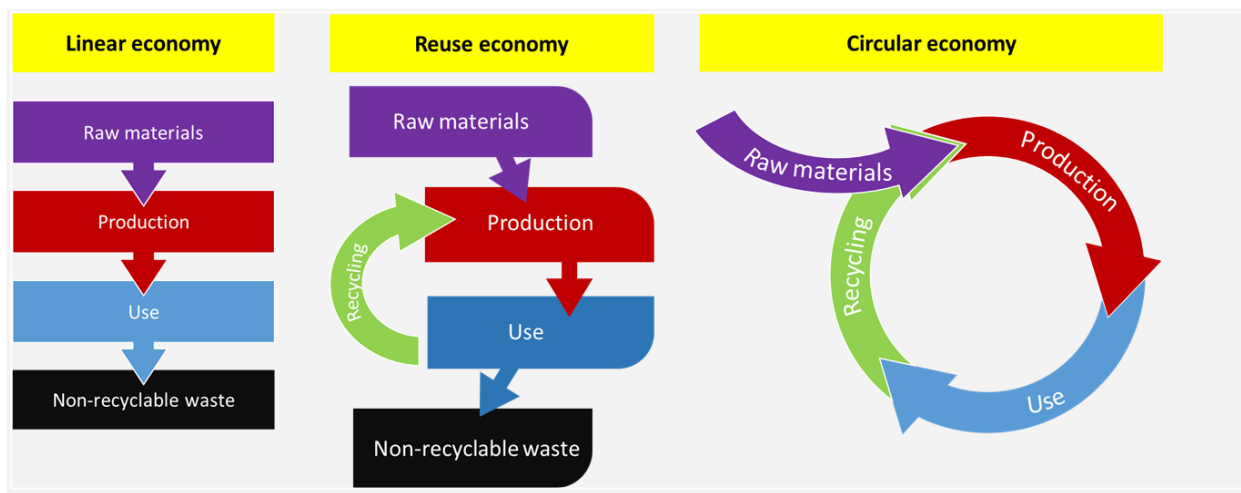 Linear economy
Raw materials
Production
Use
Non-recyclable waste
Reuse economy
Raw materials
Production
Recycling
Use
Non-recyclable waste
Circular economy
Raw materials
Production
Use
Recycling